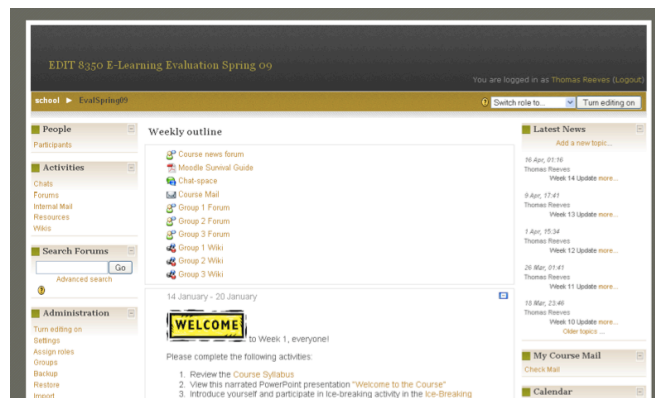 EDIT 8350 E-Learning Evaluation Spring 09
You are logged in as Thomas Reeves (Logout)
school ► EvalSpring09
Switch role to...
Turn editing on
People
Participants
Activities
Chats
Forums
Internal Mail
Resources
Wikis
Search Forums
Go
Advanced search
Administration
Turn editing on
Settings
Assign roles
Groups
Backup
Restore
Import
Weekly outline
Course news forum
Moodle Sunival Guide
Chat-space
Course Mail
Group 1 Forum
Group 2 Forum
Group 3 Forum
Group 1 Wiki
Group 2 Wiki
Group 3 Wiki
14 January - 20 January
WELCOME to Week 1, everyone!
Please complete the following activities:
1. Review the Course Syllabus
2. View this narrated PowerPoint presentation "Welcome to the Course"
3. Introduce yourself and participate in Ice-breaking activity in the Ice-Breaking
Latest News
Add a new topic...
16 Apr, 01:16
Thomas Reeves
Week 14 Update more...
9 Apr, 17:41
Thomas Reeves
Week 13 Update more...
1 Apr, 15:34
Thomas Reeves
Week 12 Update more...
26 Mar, 01:41
Thomas Reeves
Week 11 Update more...
13 Mar, 23:49
Thomas Reeves
Week 10 Update more...
Older topics ...
My Course Mail
Check Mail
Calendar